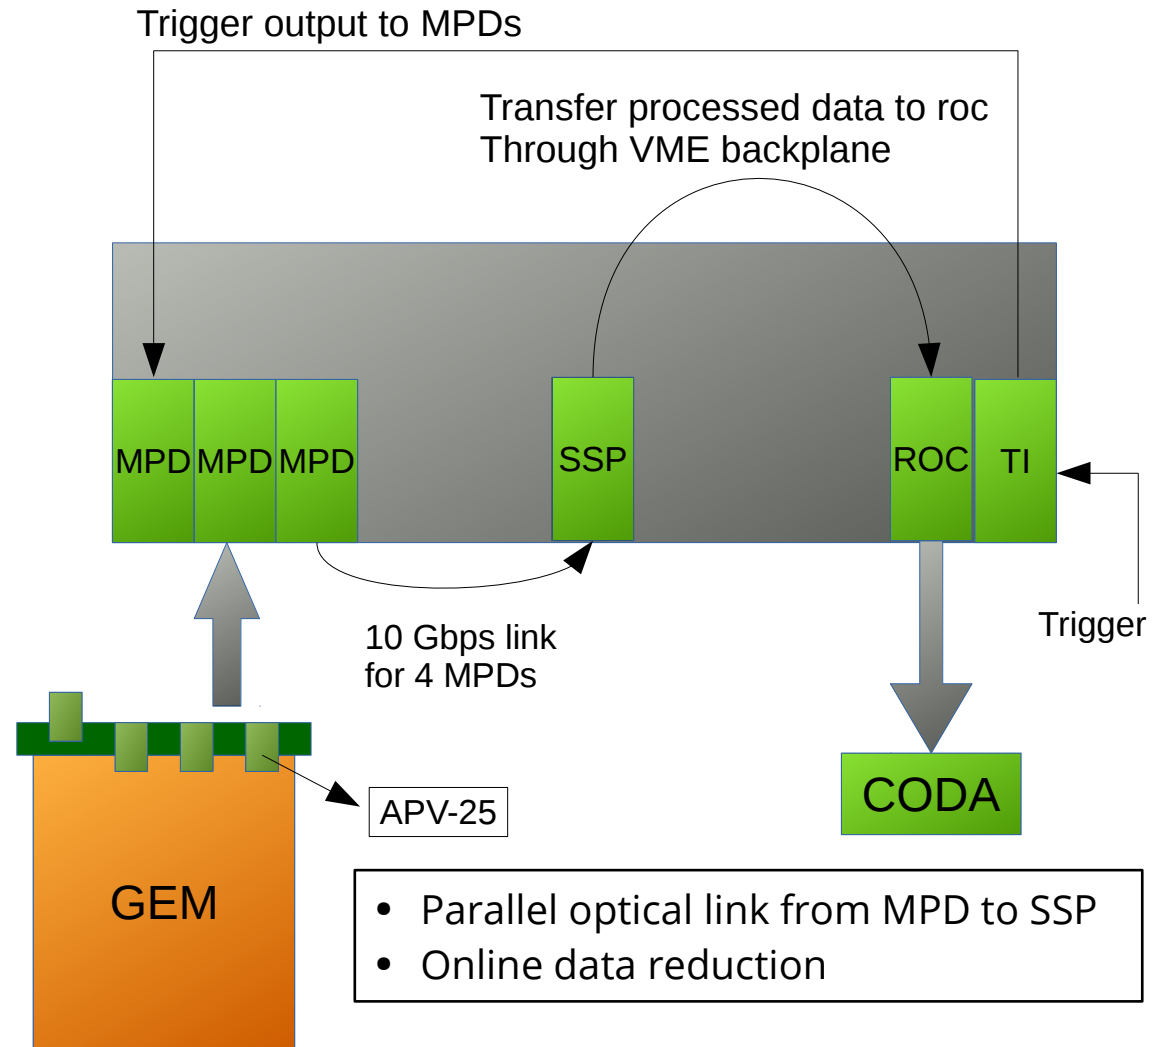 Trigger output to MPDs
Transfer processed data to roc
Through VME backplane
MPD
MPD
MPD
SSP
ROC
TI
10 Gbps link
for 4 MPDs
Trigger
APV-25
CODA
GEM
• Parallel optical link from MPD to SSP
• Online data reduction